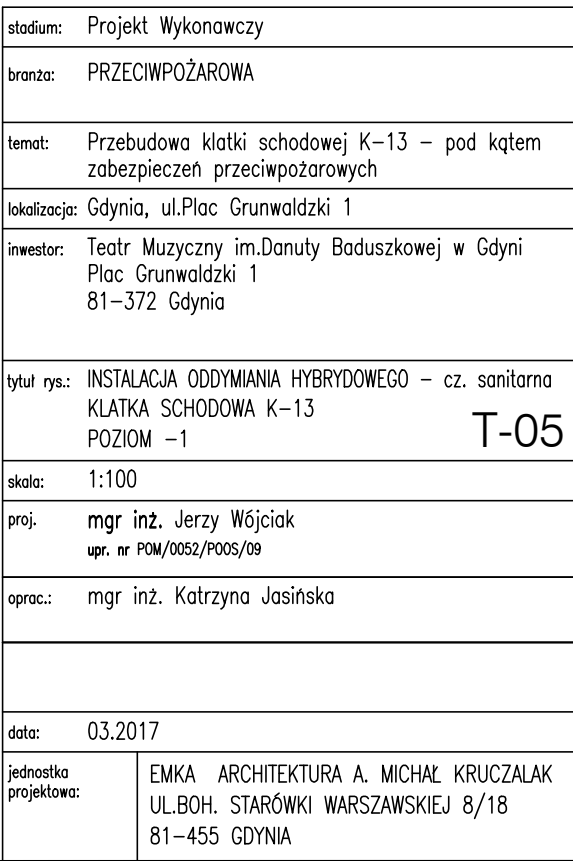 stadium: Projekt Wykonawczy
branża: PRZECIWPOŻAROWA
temat: Przebudowa klatki schodowej K-13 - pod kątem
zabezpieczeń przeciwpożarowych
lokalizacja: Gdynia, ul.Plac Grunwaldzki 1
inwestor: Teatr Muzyczny im.Danuty Baduszkowej w Gdyni
Plac Grunwaldzki 1
81-372 Gdynia
tytuł rys.: INSTALACJA ODDYMIANIA HYBRYDOWEGO - cz. sanitarna
KLATKA SCHODOWA K-13
POZIOM -1
T-05
skala: 1:100
proj. mgr inż. Jerzy Wójciak
upr. nr POM/0052/POOS/09
oprac.: mgr inż. Katrzyna Jasińska
data: 03.2017
jednostka
projektowa:
EMKA ARCHITEKTURA A. MICHAŁ KRUCZALAK
UL.BOH. STARÓWKI WARSZAWSKIEJ 8/18
81-455 GDYNIA